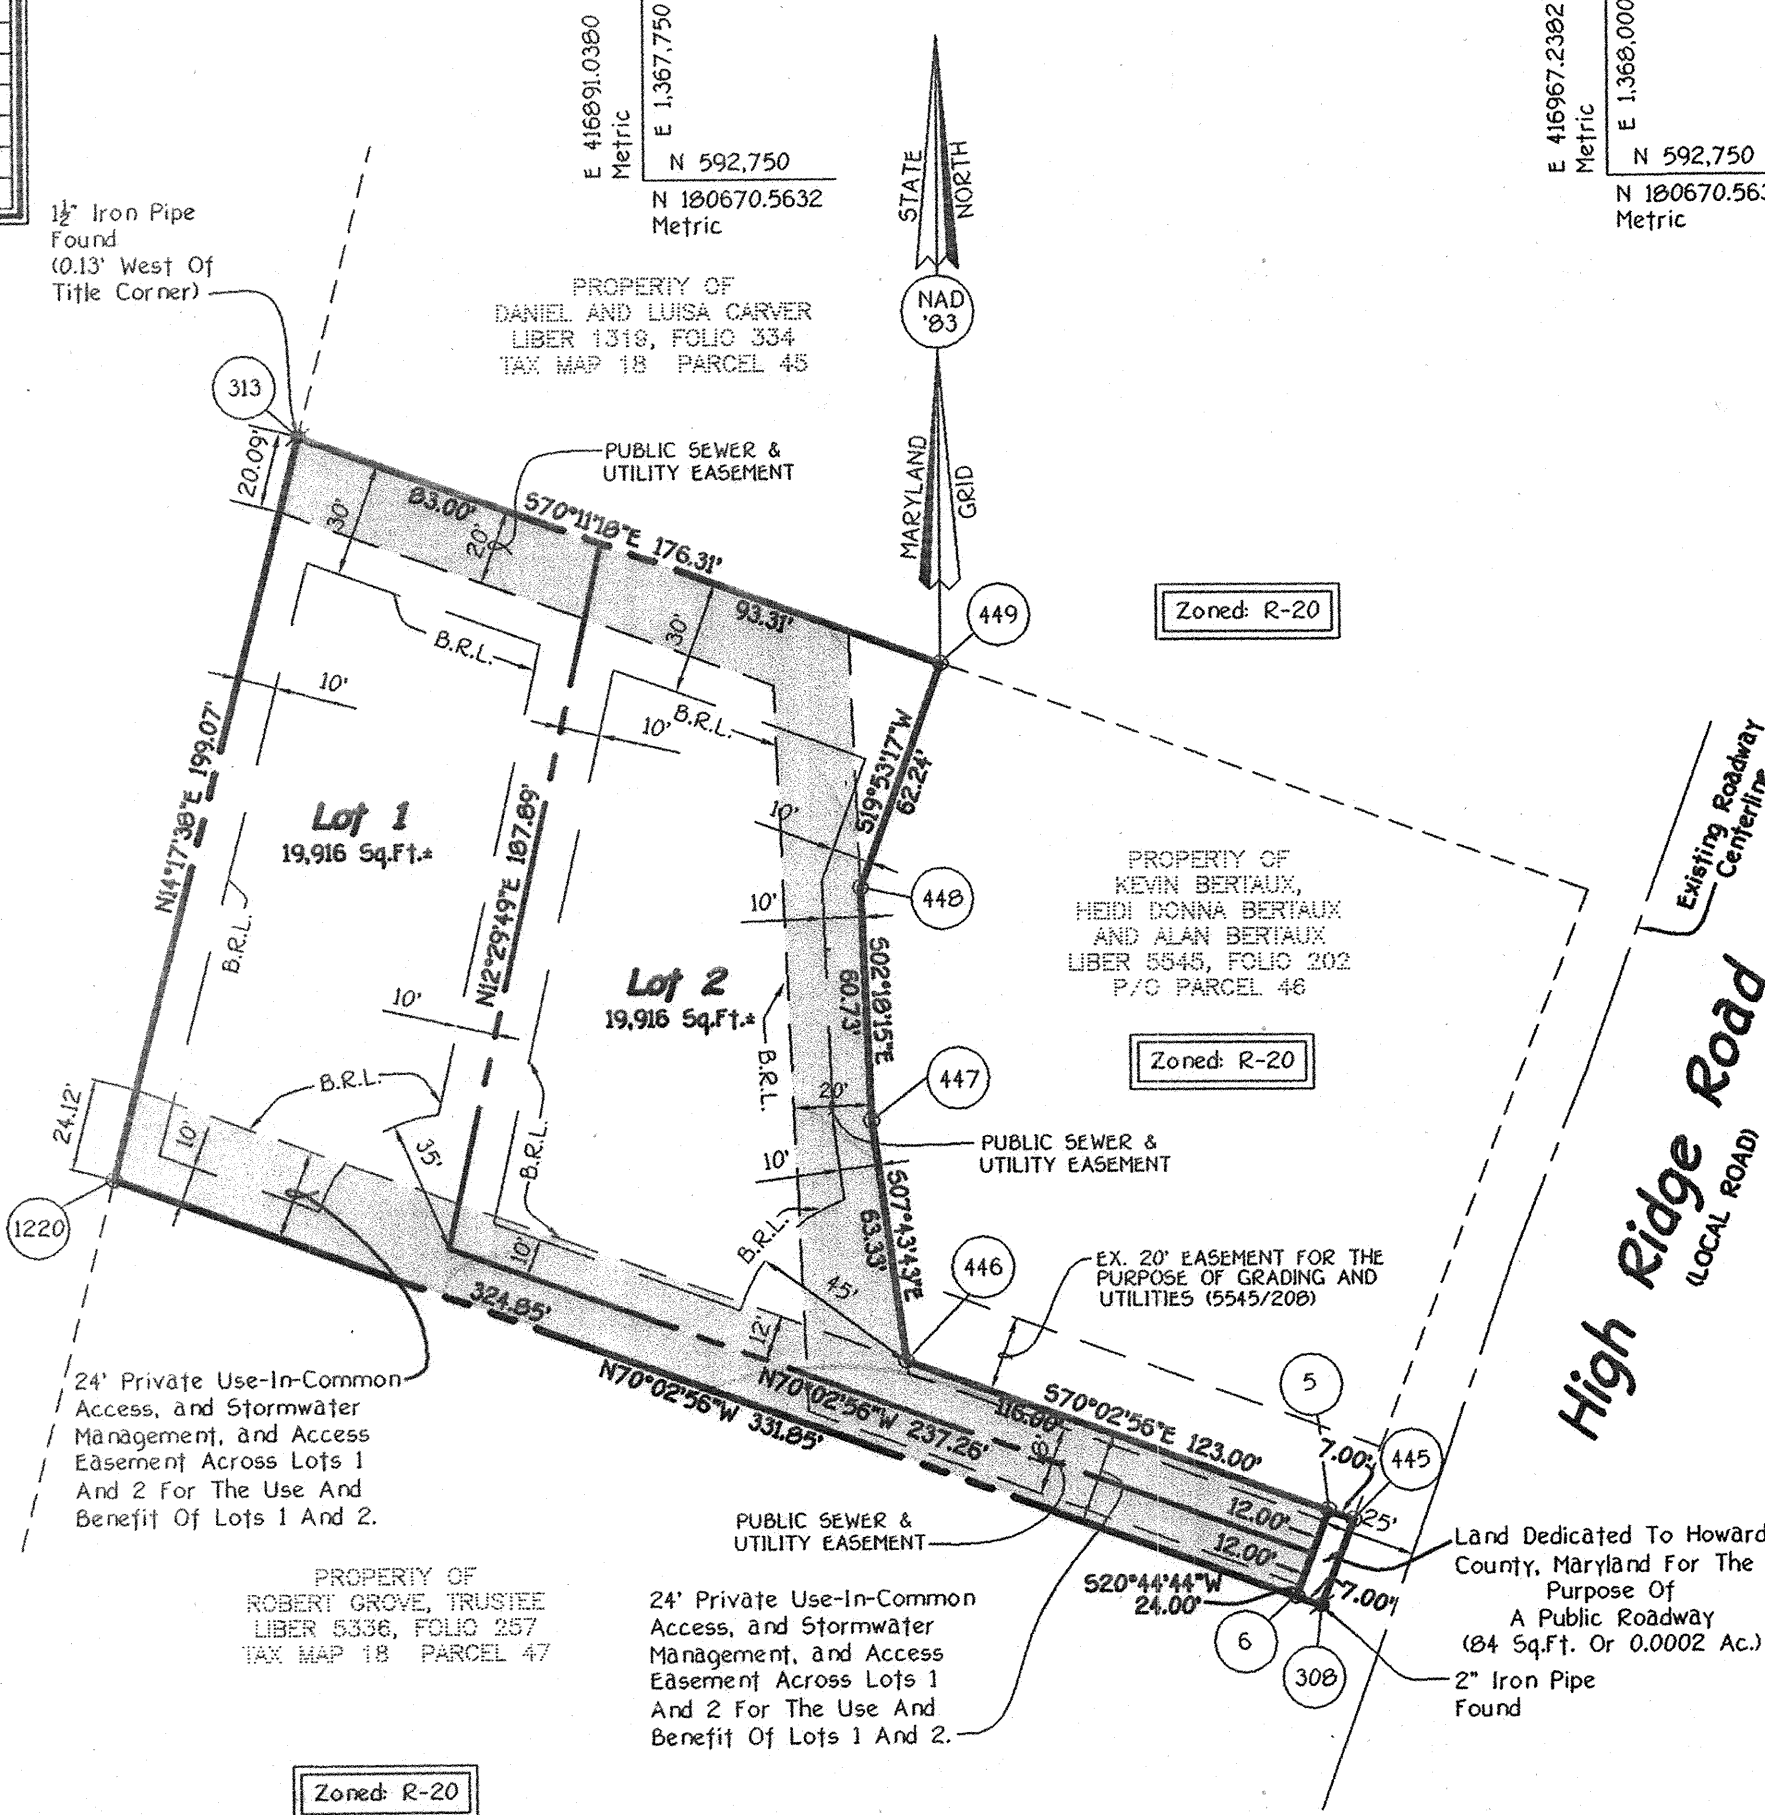 E 416891.0380
Metric
E 1,367,750
N 592,750
N 180670.5632
Metric
E 416967.2382
Metric
E 1,368,000
N 592,750
N 180670.563
Metric
1½" Iron Pipe
Found
(0.13' West Of
Title Corner)
STATE
NORTH
NAD
'83
MARYLAND
GRID
PROPERTY OF
DANIEL AND LUISA CARVER
LIBER 1319, FOLIO 334
TAX MAP 18 PARCEL 45
313
20.09'
30'
83.00'
20'
PUBLIC SEWER &
UTILITY EASEMENT
S70°11'18"E 176.31'
93.31'
30'
449
Zoned: R-20
B.R.L.
10'
10'
B.R.L.
S19°53'17"W
62.24'
10'
N14°17'38"E 199.07'
Lot 1
19,916 Sq.Ft.±
B.R.L.
N12°29'49"E 187.89'
10'
Lot 2
19,916 Sq.Ft.±
10'
448
S02°18'15"E
60.73'
B.R.L.
PROPERTY OF
KEVIN BERTAUX,
HEIDI DONNA BERTAUX
AND ALAN BERTAUX
LIBER 5545, FOLIO 202
P/O PARCEL 46
Zoned: R-20
Existing Roadway
Centerline
High Ridge Road
(LOCAL ROAD)
447
20'
PUBLIC SEWER &
UTILITY EASEMENT
10'
24.12'
10'
B.R.L.
35'
B.R.L.
10'
1220
B.R.L.
45'
S07°43'43"E
63.33'
446
EX. 20' EASEMENT FOR THE
PURPOSE OF GRADING AND
UTILITIES (5545/208)
324.85'
12'
N70°02'56"W 331.85'
N70°02'56"W 237.26'
116.00'
18'
S70°02'56"E 123.00'
5
7.00'
445
25'
12.00'
12.00'
S20°44'44"W
24.00'
7.00'
6
308
24' Private Use-In-Common
Access, and Stormwater
Management, and Access
Easement Across Lots 1
And 2 For The Use And
Benefit Of Lots 1 And 2.
PUBLIC SEWER &
UTILITY EASEMENT
Land Dedicated To Howard
County, Maryland For The
Purpose Of
A Public Roadway
(84 Sq.Ft. Or 0.0002 Ac.)
2" Iron Pipe
Found
PROPERTY OF
ROBERT GROVE, TRUSTEE
LIBER 5336, FOLIO 257
TAX MAP 18 PARCEL 47
24' Private Use-In-Common
Access, and Stormwater
Management, and Access
Easement Across Lots 1
And 2 For The Use And
Benefit Of Lots 1 And 2.
Zoned: R-20